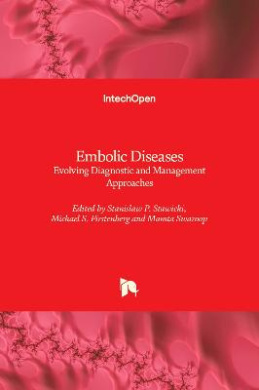 IntechOpen
Embolic Diseases
Evolving Diagnostic and Management
Approaches
Edited by Stanislaw P. Stawicki,
Michael S. Firstenberg and Mamta Swaroop